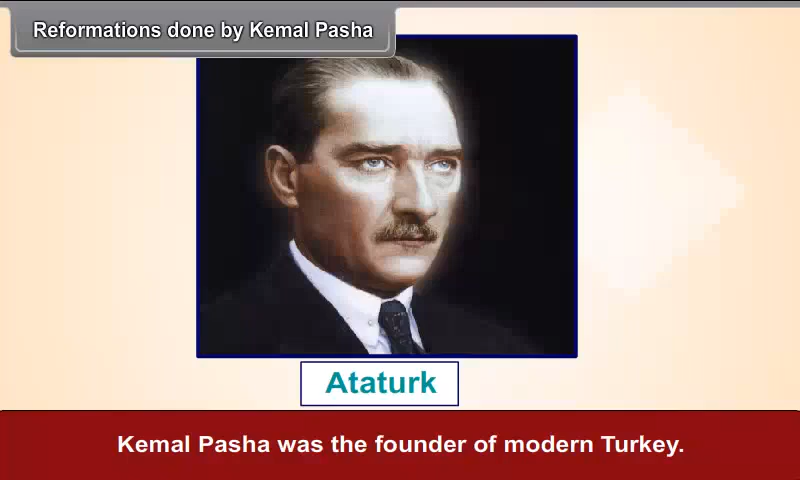 Reformations done by Kemal Pasha
Ataturk
Kemal Pasha was the founder of modern Turkey.